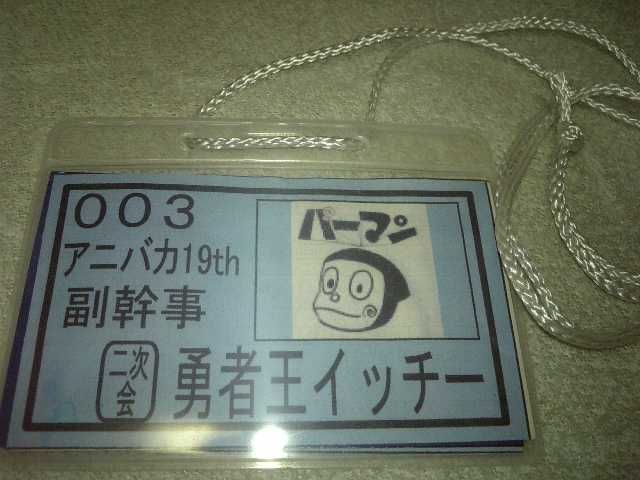 003
アニバカ19th
副幹事
パーマン
二次会
勇者王イッチー